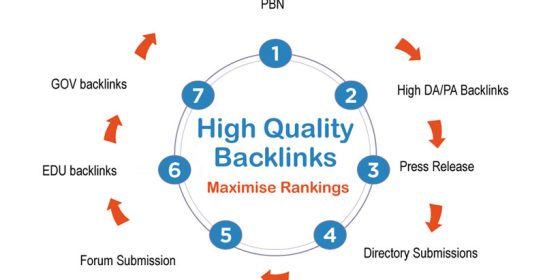 PBN
1
2
3
4
5
6
7
High Quality
Backlinks
Maximise Rankings
High DA/PA Backlinks
Press Release
Directory Submissions
Forum Submission
EDU backlinks
GOV backlinks